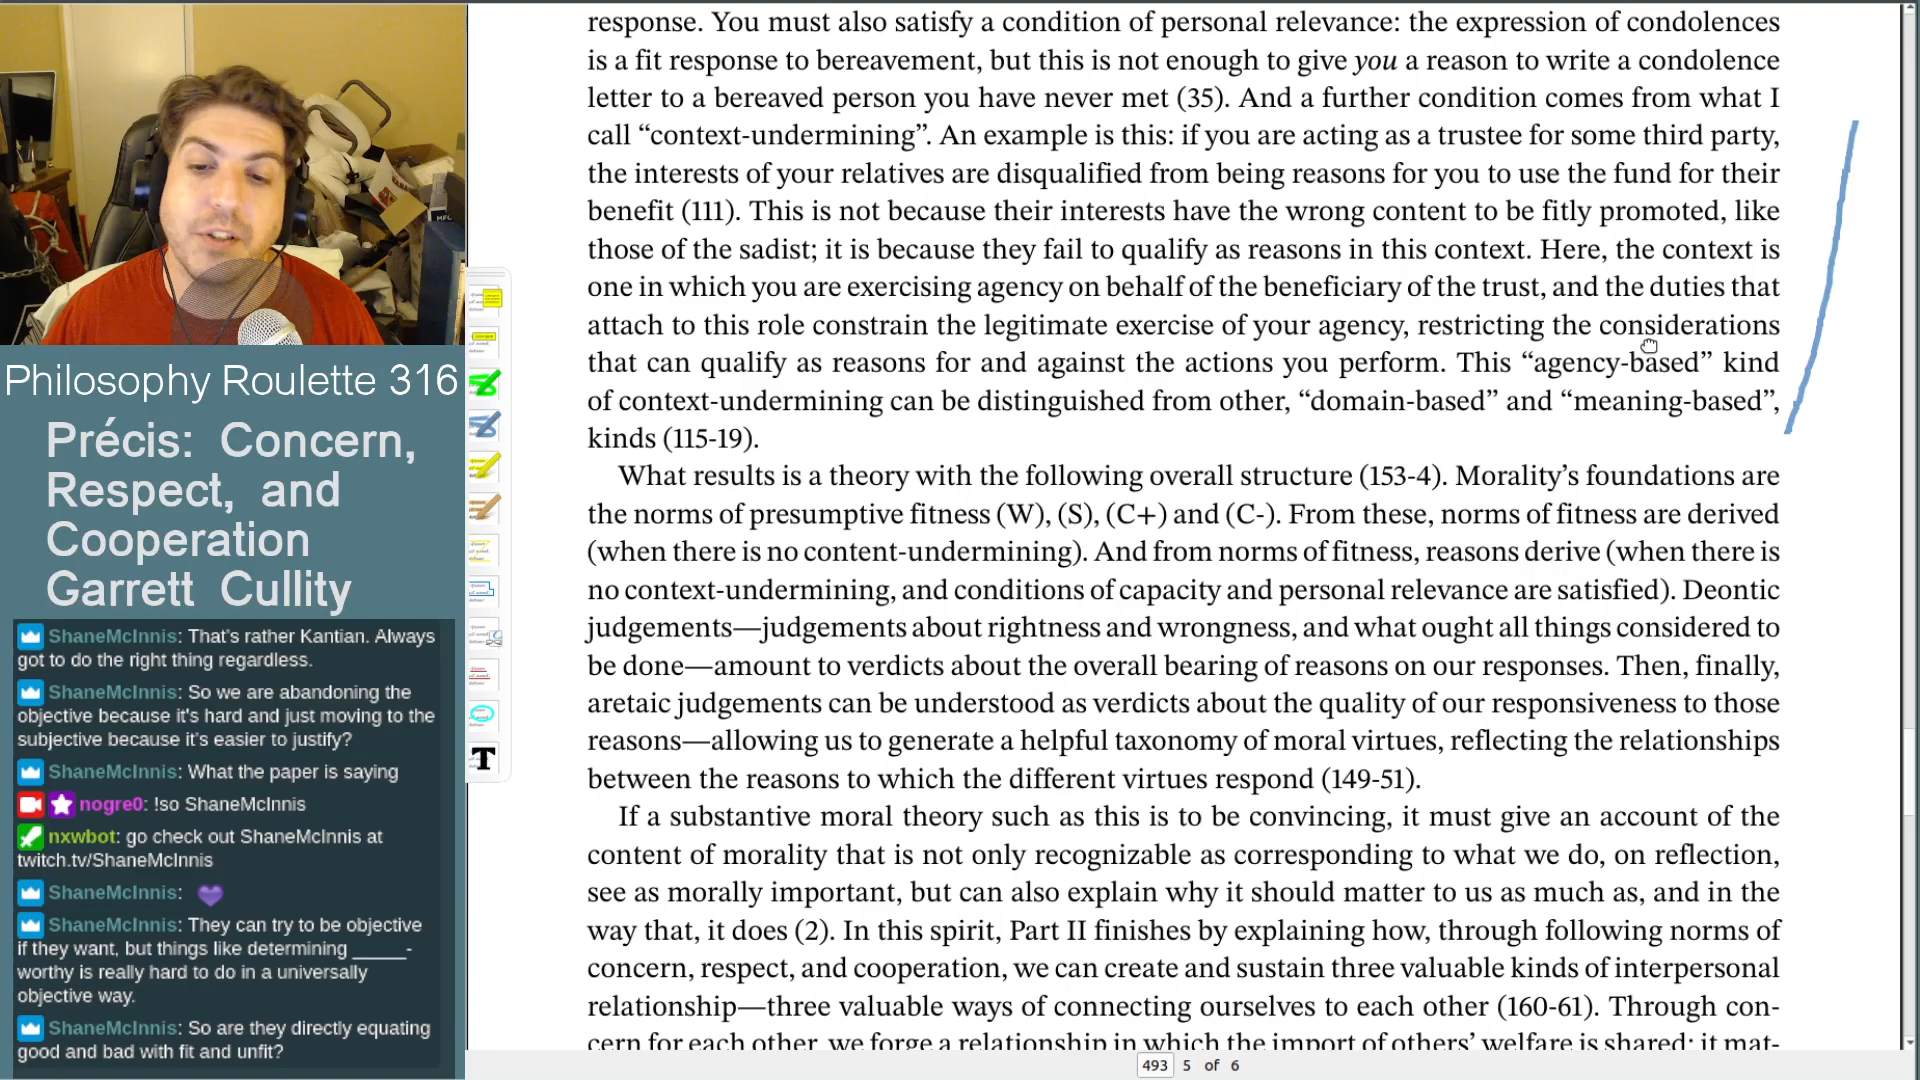 response. You must also satisfy a condition of personal relevance: the expression of condolences
is a fit response to bereavement, but this is not enough to give you a reason to write a condolence
letter to a bereaved person you have never met (35). And a further condition comes from what I
call “context-undermining”. An example is this: if you are acting as a trustee for some third party,
the interests of your relatives are disqualified from being reasons for you to use the fund for their
benefit (111). This is not because their interests have the wrong content to be fitly promoted, like
those of the sadist; it is because they fail to qualify as reasons in this context. Here, the context is
one in which you are exercising agency on behalf of the beneficiary of the trust, and the duties that
attach to this role constrain the legitimate exercise of your agency, restricting the considerations
that can qualify as reasons for and against the actions you perform. This “agency-based” kind
of context-undermining can be distinguished from other, “domain-based” and “meaning-based”,
kinds (115-19).
What results is a theory with the following overall structure (153-4). Morality’s foundations are
the norms of presumptive fitness (W), (S), (C+) and (C-). From these, norms of fitness are derived
(when there is no content-undermining). And from norms of fitness, reasons derive (when there is
no context-undermining, and conditions of capacity and personal relevance are satisfied). Deontic
judgements—judgements about rightness and wrongness, and what ought all things considered to
be done—amount to verdicts about the overall bearing of reasons on our responses. Then, finally,
aretaic judgements can be understood as verdicts about the quality of our responsiveness to those
reasons—allowing us to generate a helpful taxonomy of moral virtues, reflecting the relationships
between the reasons to which the different virtues respond (149-51).
If a substantive moral theory such as this is to be convincing, it must give an account of the
content of morality that is not only recognizable as corresponding to what we do, on reflection,
see as morally important, but can also explain why it should matter to us as much as, and in the
way that, it does (2). In this spirit, Part II finishes by explaining how, through following norms of
concern, respect, and cooperation, we can create and sustain three valuable kinds of interpersonal
relationship—three valuable ways of connecting ourselves to each other (160-61). Through con-
cern for each other, we forge a relationship in which the import of others’ welfare is shared: it mat-
493 5 of 6
T
MFL
Philosophy Roulette 316
Précis: Concern,
Respect, and
Cooperation
Garrett Cullity
ShaneMcInnis: That's rather Kantian. Always
got to do the right thing regardless.
ShaneMcInnis: So we are abandoning the
objective because it's hard and just moving to the
subjective because it's easier to justify?
ShaneMcInnis: What the paper is saying
nogre0: !so ShaneMcInnis
nxwbot: go check out ShaneMcInnis at
twitch.tv/ShaneMcInnis
ShaneMcInnis:
ShaneMcInnis: They can try to be objective
if they want, but things like determining _____-
worthy is really hard to do in a universally
objective way.
ShaneMcInnis: So are they directly equating
good and bad with fit and unfit?